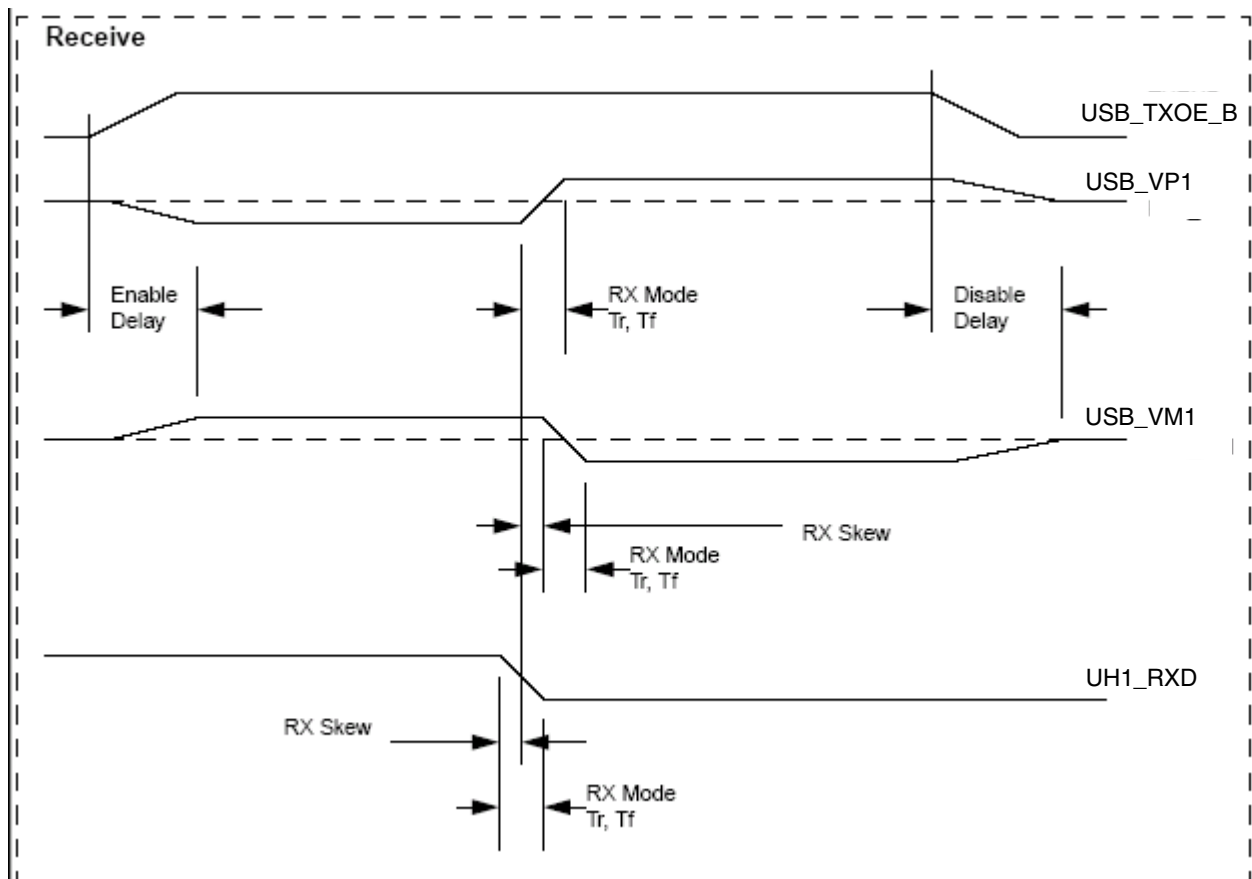 Receive
USB_TXOE_B
USB_VP1
Enable
Delay
RX Mode
Tr, Tf
Disable
Delay
USB_VM1
RX Skew
RX Mode
Tr, Tf
UH1_RXD
RX Skew
RX Mode
Tr, Tf